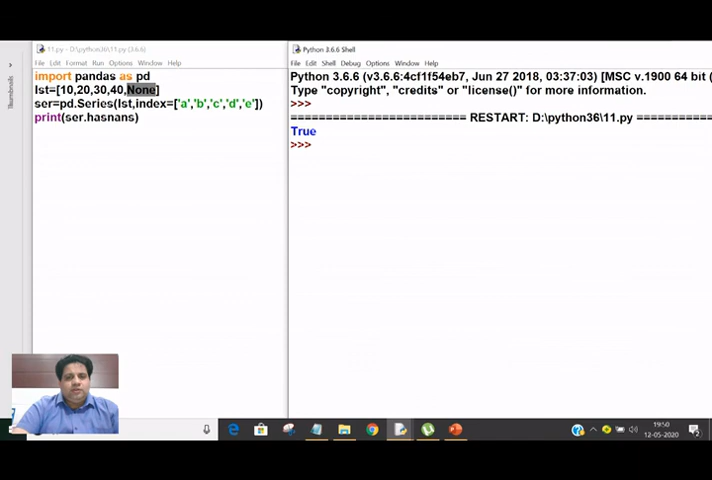 11.py - D:\python36\11.py (3.6.6)
File Edit Format Run Options Window Help
import pandas as pd
lst=[10,20,30,40,None]
ser=pd.Series(lst,index=['a','b','c','d','e'])
print(ser.hasnans)
Thumbnails
Python 3.6.6 Shell
File Edit Shell Debug Options Window Help
Python 3.6.6 (v3.6.6:4cf1f54eb7, Jun 27 2018, 03:37:03) [MSC v.1900 64 bit (
Type "copyright", "credits" or "license()" for more information.
>>>
========================= RESTART: D:\python36\11.py ===========
True
>>>
19:50
12-05-2020